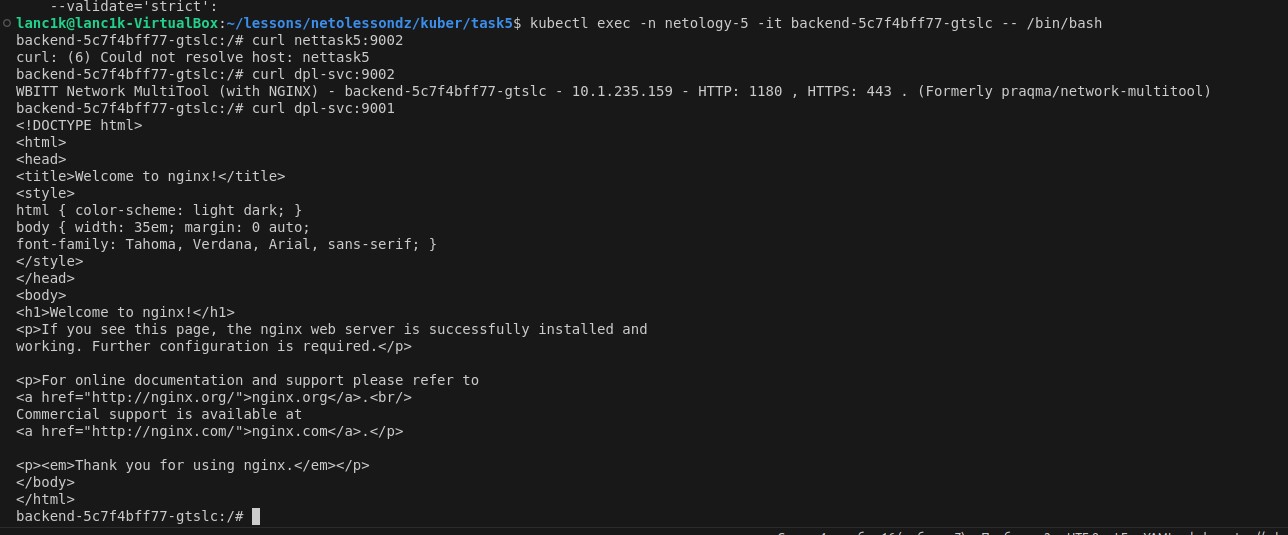 --validate='strict':
lanc1k@lanc1k-VirtualBox:~/lessons/netolessondz/kuber/task5$ kubectl exec -n netology-5 -it backend-5c7f4bff77-gtslc -- /bin/bash
backend-5c7f4bff77-gtslc:/# curl nettask5:9002
curl: (6) Could not resolve host: nettask5
backend-5c7f4bff77-gtslc:/# curl dpl-svc:9002
WBITT Network MultiTool (with NGINX) - backend-5c7f4bff77-gtslc - 10.1.235.159 - HTTP: 1180 , HTTPS: 443 . (Formerly praqma/network-multitool)
backend-5c7f4bff77-gtslc:/# curl dpl-svc:9001
<!DOCTYPE html>
<html>
<head>
<title>Welcome to nginx!</title>
<style>
html { color-scheme: light dark; }
body { width: 35em; margin: 0 auto;
font-family: Tahoma, Verdana, Arial, sans-serif; }
</style>
</head>
<body>
<h1>Welcome to nginx!</h1>
<p>If you see this page, the nginx web server is successfully installed and
working. Further configuration is required.</p>
<p>For online documentation and support please refer to
<a href="http://nginx.org/">nginx.org</a>.<br/>
Commercial support is available at
<a href="http://nginx.com/">nginx.com</a>.</p>
<p><em>Thank you for using nginx.</em></p>
</body>
</html>
backend-5c7f4bff77-gtslc:/#